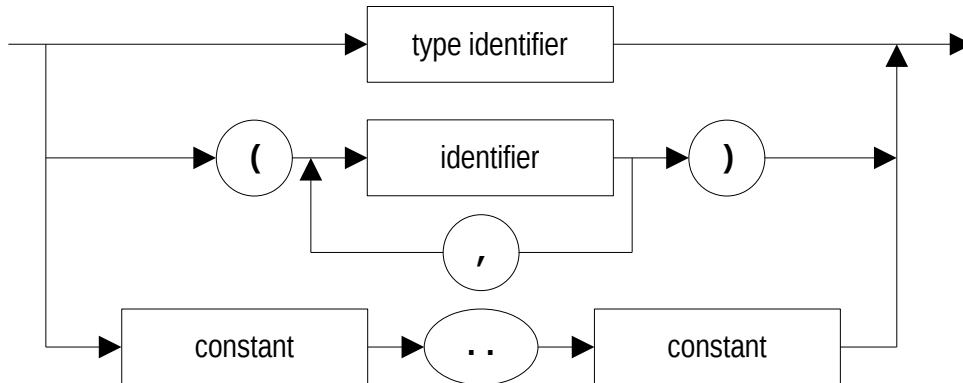 type identifier
( identifier )
,
constant .. constant